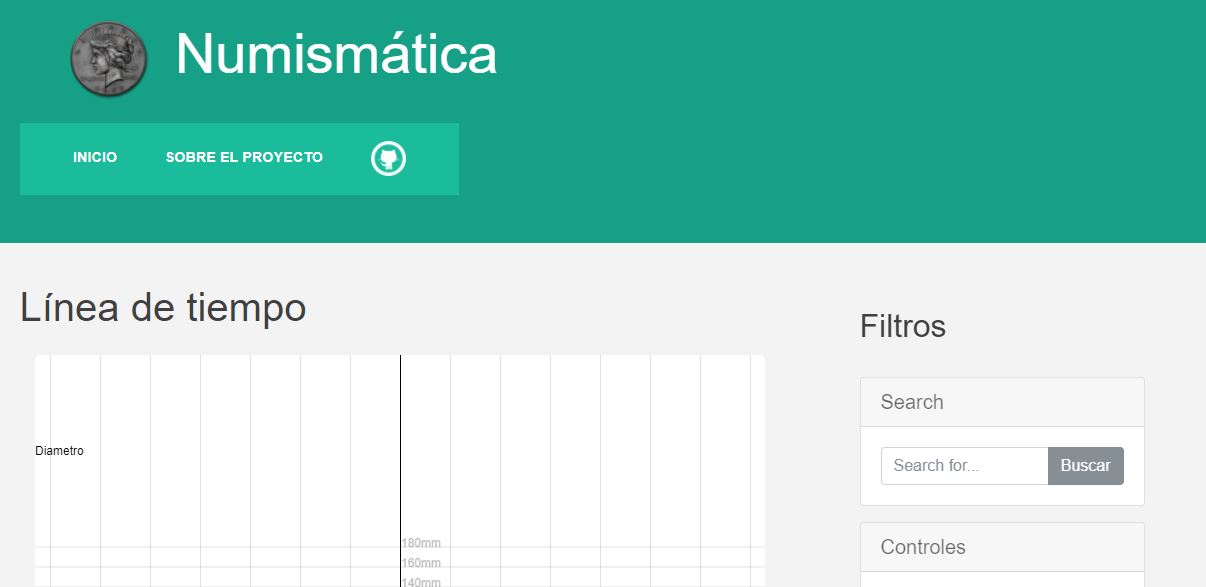 Numismática
INICIO
SOBRE EL PROYECTO
Línea de tiempo
Diametro
180mm
160mm
140mm
Filtros
Search
Search for...
Buscar
Controles